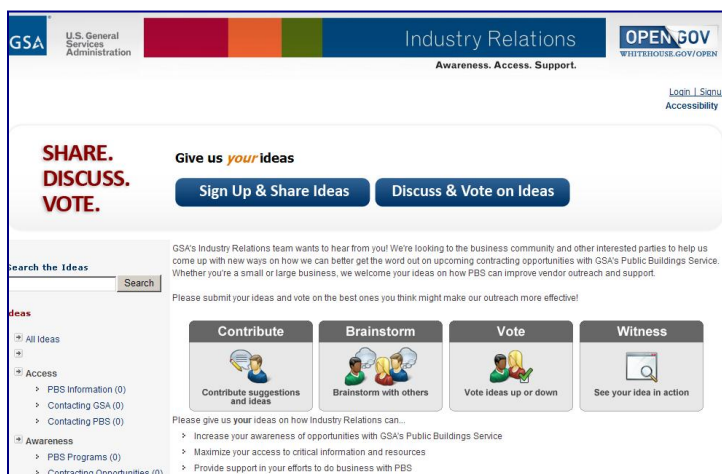 GSA
U.S. General
Services
Administration
Industry Relations
Awareness. Access. Support.
OPEN GOV
WHITEHOUSE.GOV/OPEN
Login | Signu
Accessibility
SHARE.
DISCUSS.
VOTE.
Give us your ideas
Sign Up & Share Ideas
Discuss & Vote on Ideas
Search the Ideas
Search
deas
All Ideas
Access
PBS Information (0)
Contacting GSA (0)
Contacting PBS (0)
Awareness
PBS Programs (0)
Contracting Opportunities (0)
GSA's Industry Relations team wants to hear from you! We're looking to the business community and other interested parties to help us
come up with new ways on how we can better get the word out on upcoming contracting opportunities with GSA's Public Buildings Service.
Whether you're a small or large business, we welcome your ideas on how PBS can improve vendor outreach and support.
Please submit your ideas and vote on the best ones you think might make our outreach more effective!
Contribute
Contribute suggestions
and ideas
Brainstorm
Brainstorm with others
Vote
Vote ideas up or down
Witness
See your idea in action
Please give us your ideas on how Industry Relations can...
Increase your awareness of opportunities with GSA's Public Buildings Service
Maximize your access to critical information and resources
Provide support in your efforts to do business with PBS